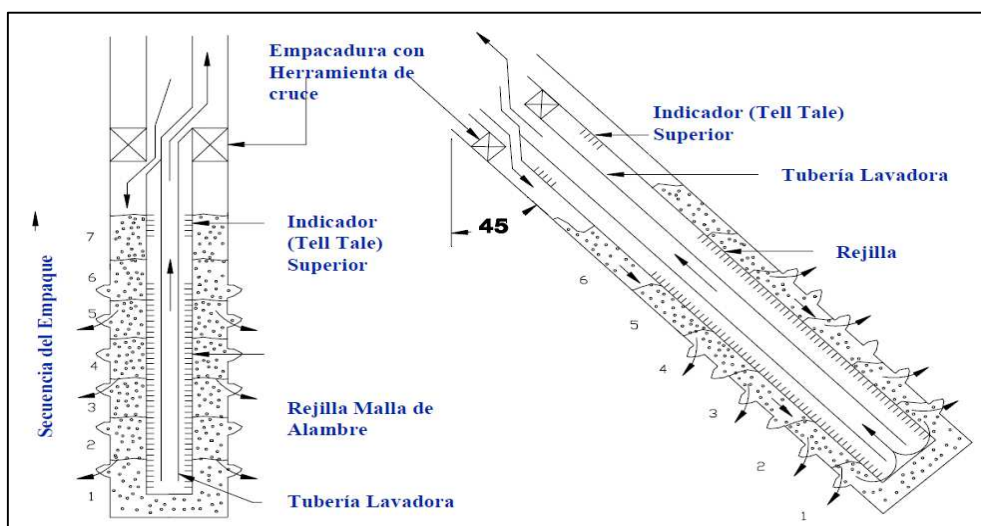 Empacadura con
Herramienta de
cruce
Indicador
(Tell Tale)
Superior
Rejilla Malla de
Alambre
Tubería Lavadora
Secuencia del Empaque
7
6
5
4
3
2
1
Indicador (Tell Tale)
Superior
Tubería Lavadora
Rejilla
45
6
5
4
3
2
1